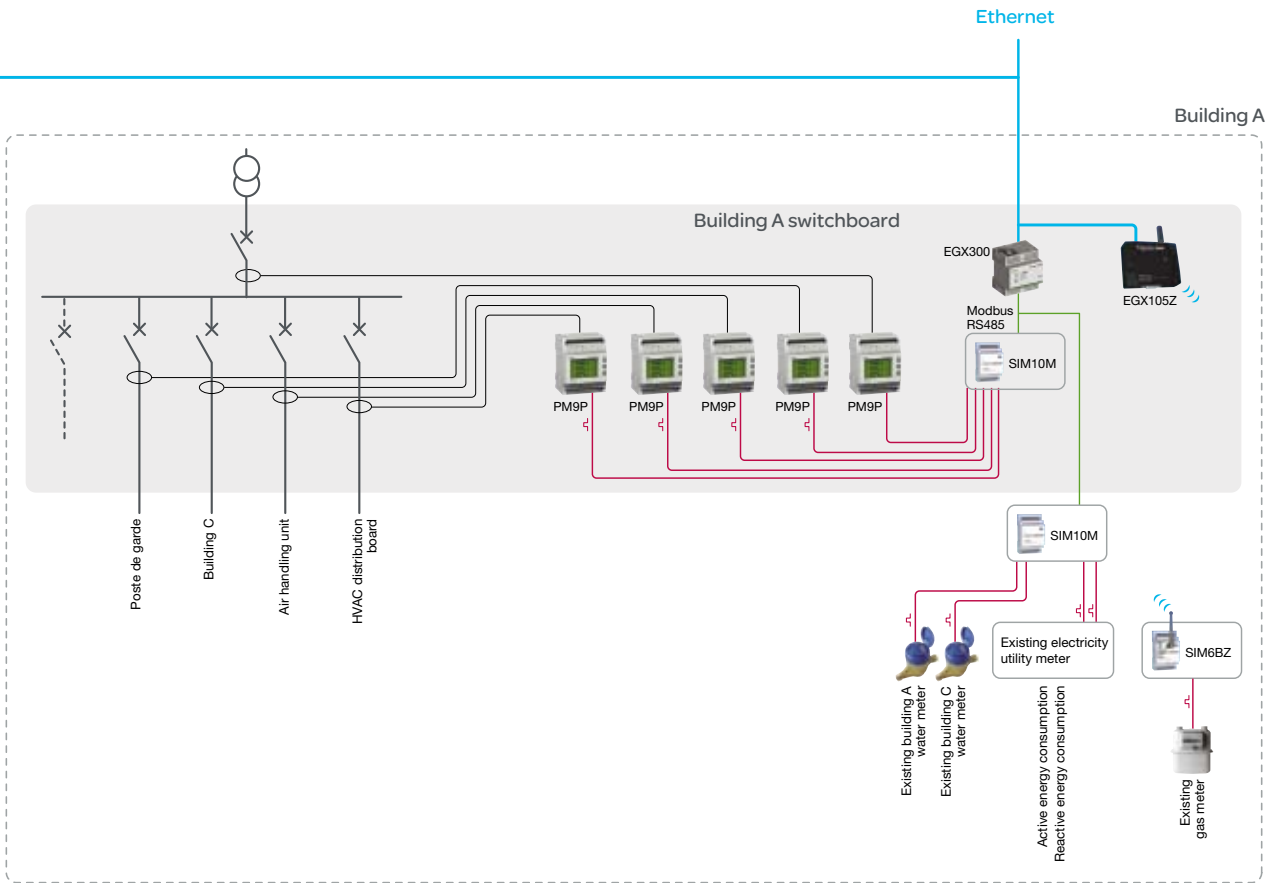 Ethernet
Building A
Building A switchboard
EGX300
EGX105Z
Modbus
RS485
SIM10M
PM9P
PM9P
PM9P
PM9P
PM9P
Poste de garde
Building C
Air handling unit
HVAC distribution
board
SIM10M
Existing electricity
utility meter
SIM6BZ
Existing building A
water meter
Existing building C
water meter
Active energy consumption
Reactive energy consumption
Existing
gas meter